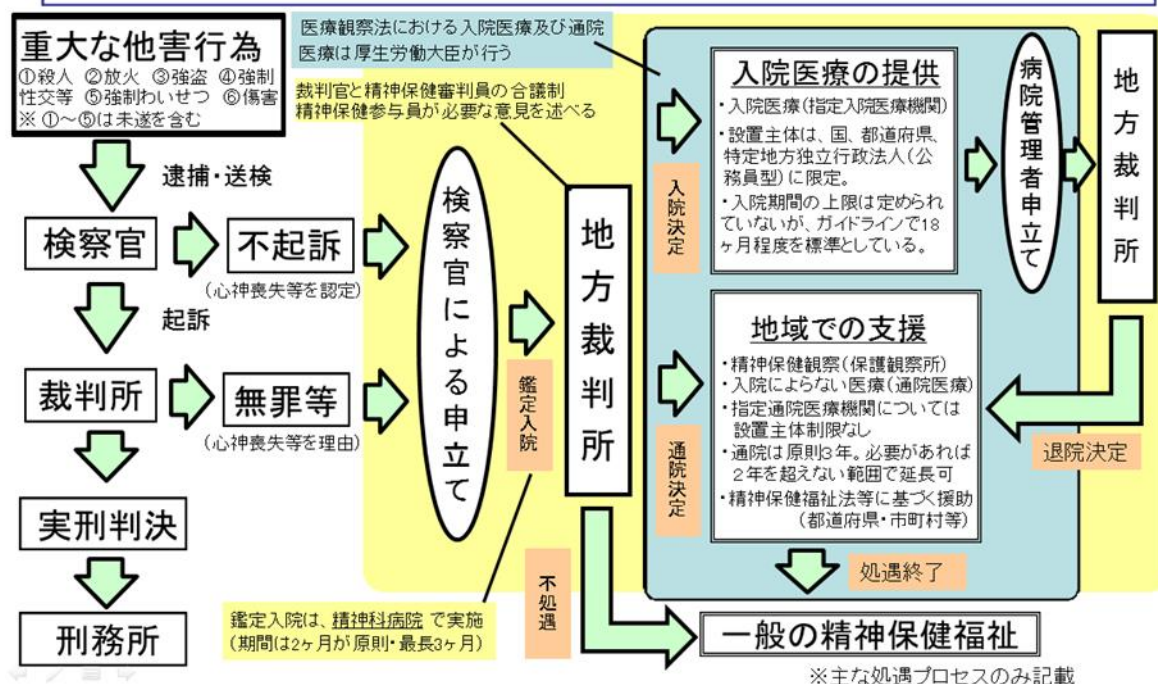 重大な他害行為
①殺人 ②放火 ③強盗 ④強制
性交等 ⑤強制わいせつ ⑥傷害
※ ①～⑤は未遂を含む
逮捕・送検
検察官
不起訴
(心神喪失等を認定)
起訴
裁判所
無罪等
(心神喪失等を理由)
実刑判決
刑務所
医療観察法における入院医療及び通院
医療は厚生労働大臣が行う
裁判官と精神保健審判員の合議制
精神保健参与員が必要な意見を述べる
検察官による申立て
鑑定入院
鑑定入院は、精神科病院で実施
(期間は2ヶ月が原則・最長3ヶ月)
地方裁判所
入院決定
通院決定
不処遇
入院医療の提供
・入院医療(指定入院医療機関)
・設置主体は、国、都道府県、
特定地方独立行政法人(公
務員型)に限定。
・入院期間の上限は定められ
ていないが、ガイドラインで18
ヶ月程度を標準としている。
病院管理者申立て
地方裁判所
退院決定
地域での支援
・精神保健観察(保護観察所)
・入院によらない医療(通院医療)
・指定通院医療機関については
設置主体制限なし
・通院は原則3年。必要があれば
2年を超えない範囲で延長可
・精神保健福祉法等に基づく援助
(都道府県・市町村等)
処遇終了
一般の精神保健福祉
※主な処遇プロセスのみ記載